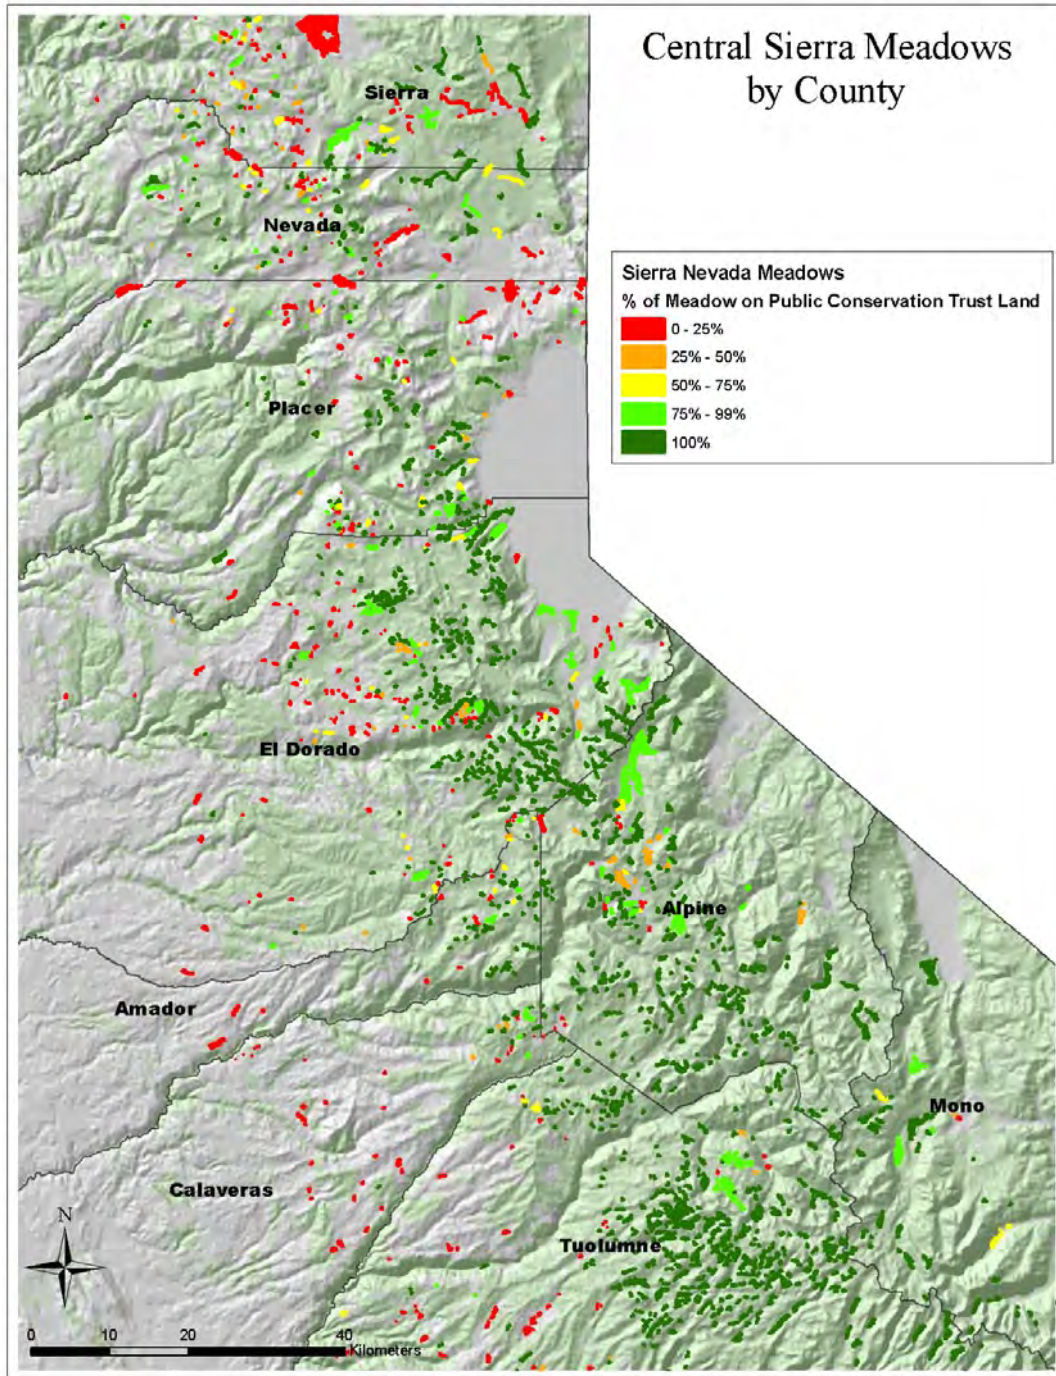 Central Sierra Meadows
by County
Sierra
Nevada
Sierra Nevada Meadows
% of Meadow on Public Conservation Trust Land
0 - 25%
25% - 50%
50% - 75%
75% - 99%
100%
Placer
El Dorado
Alpine
Amador
Mono
Calaveras
N
Tuolumne
0 10 20 40
Kilometers